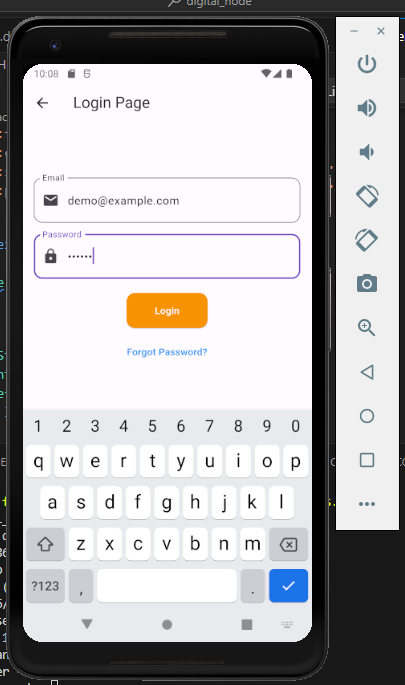 digital_node
10:08
Login Page
Email
demo@example.com
Password
••••••
Login
Forgot Password?
1 2 3 4 5 6 7 8 9 0
q w e r t y u i o p
a s d f g h j k l
z x c v b n m
?123 , .